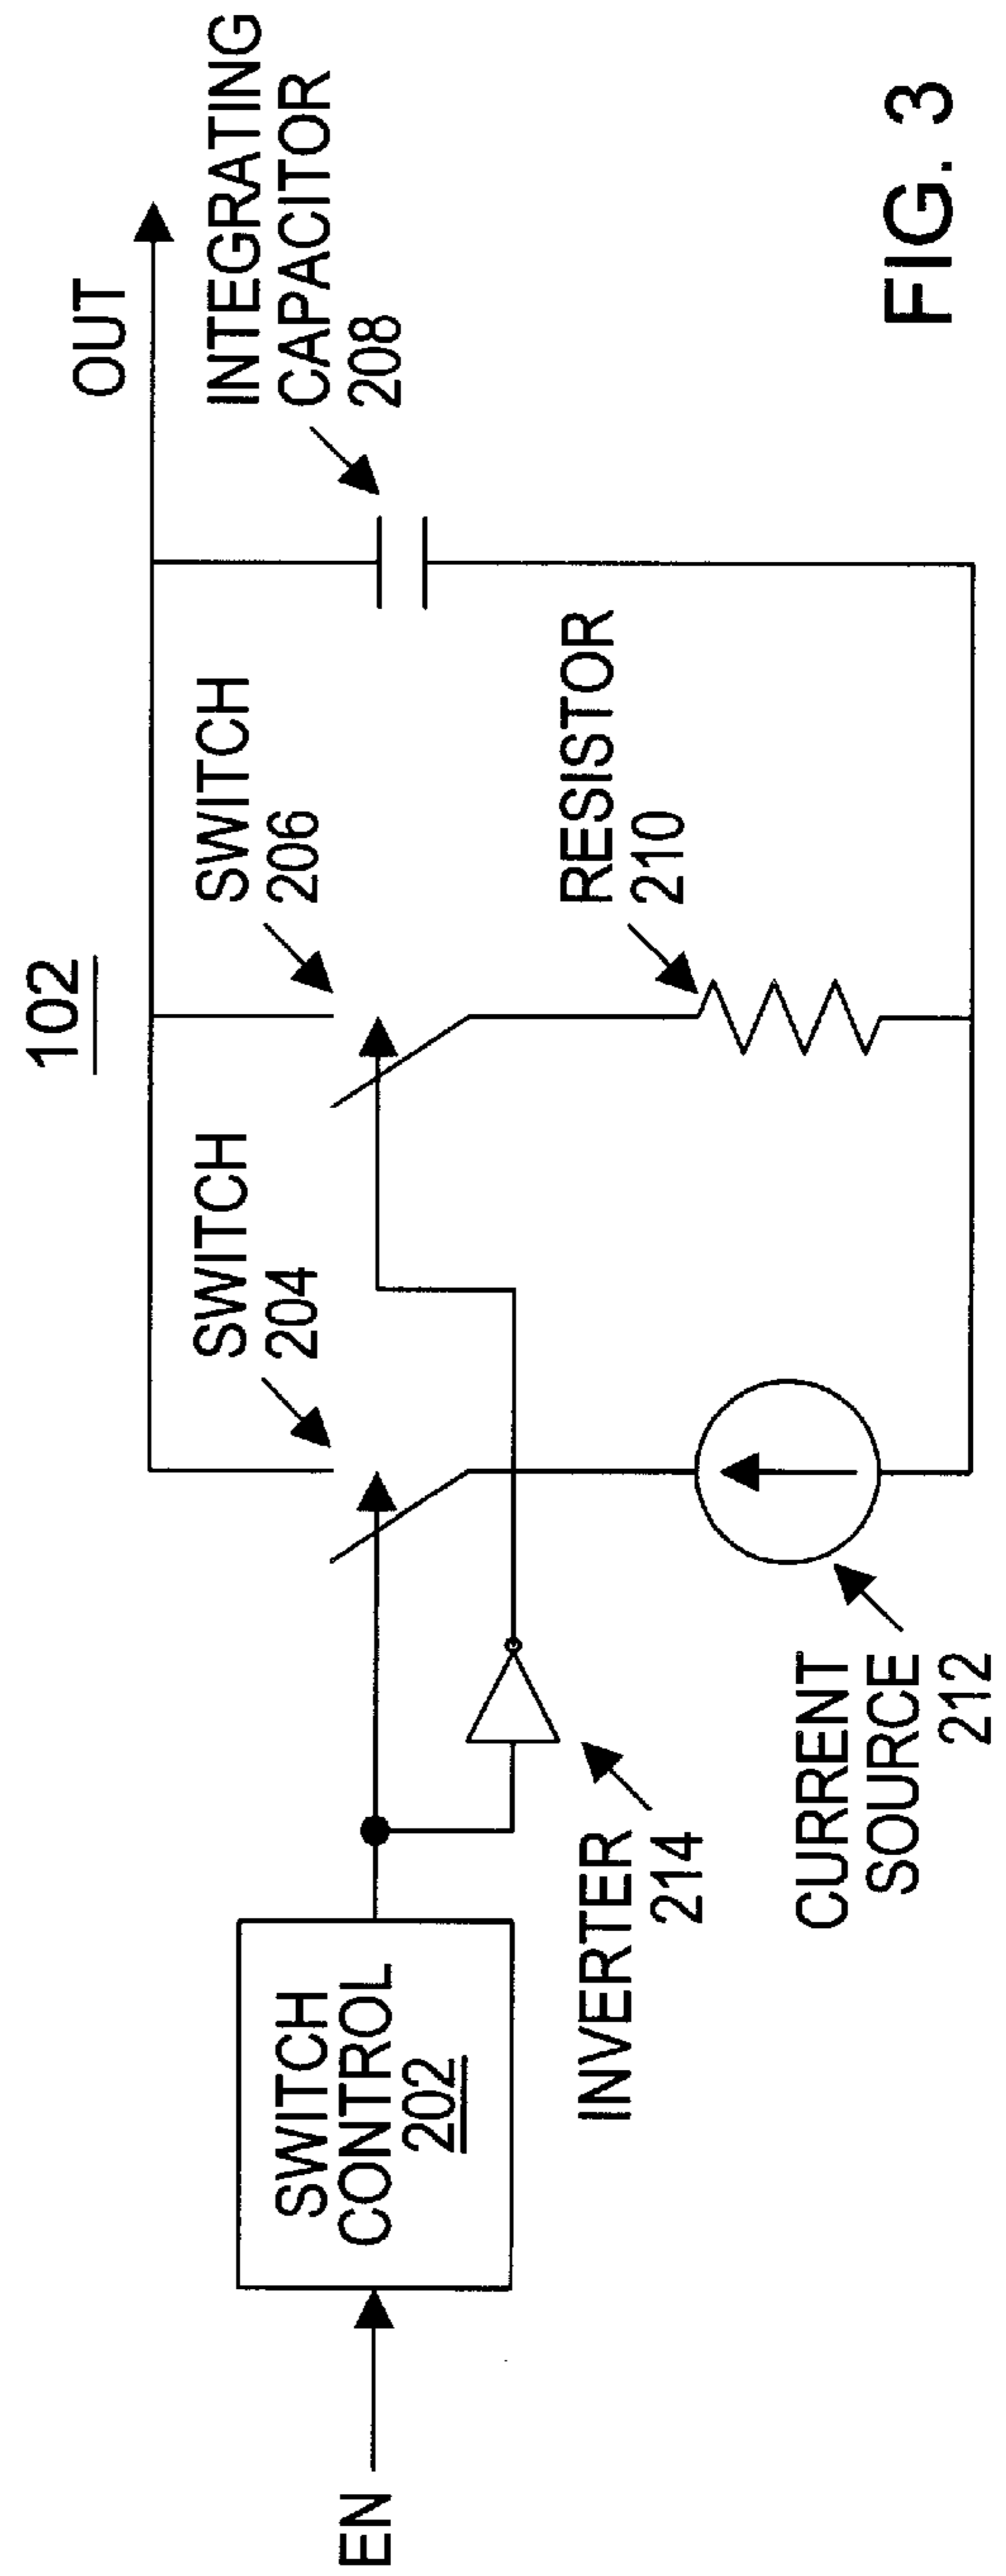 102
OUT
SWITCH
204
SWITCH
206
INTEGRATING
CAPACITOR
208
EN
SWITCH
CONTROL
202
INVERTER
214
RESISTOR
210
CURRENT
SOURCE
212
FIG. 3